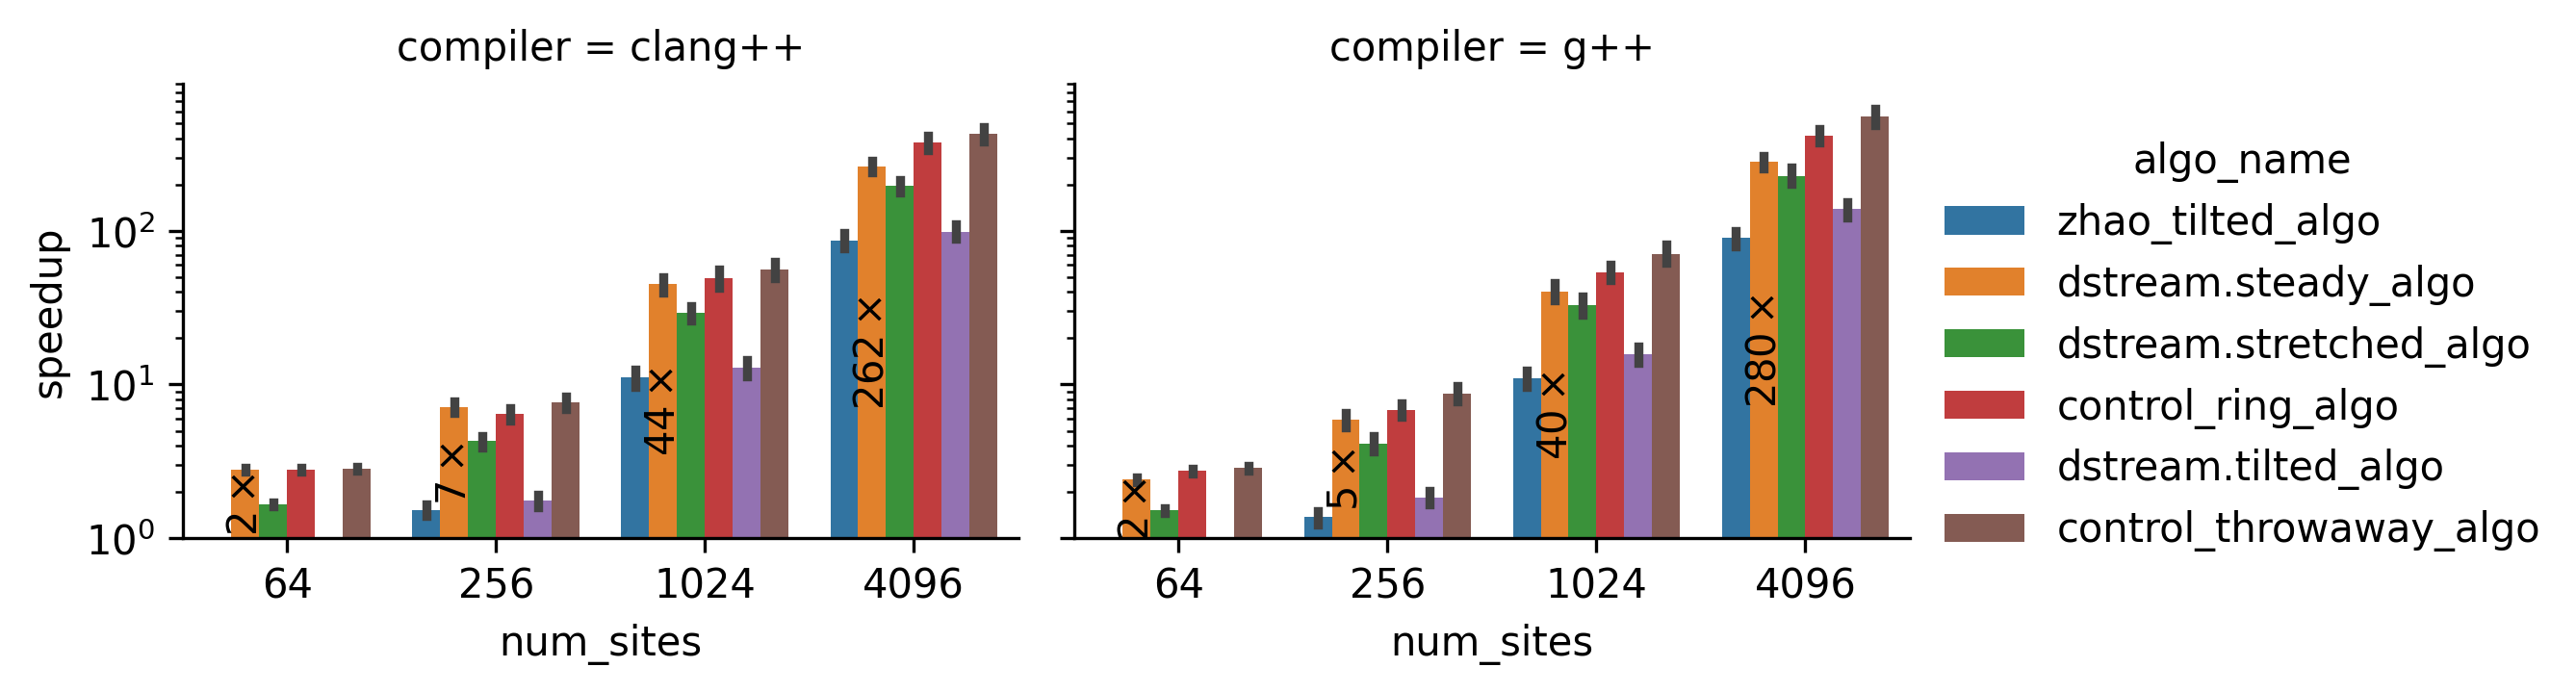 compiler = clang++
compiler = g++
speedup
10²
10¹
10⁰
2×
7×
44×
262×
2×
5×
40×
280×
64
256
1024
4096
64
256
1024
4096
num_sites
num_sites
algo_name
zhao_tilted_algo
dstream.steady_algo
dstream.stretched_algo
control_ring_algo
dstream.tilted_algo
control_throwaway_algo